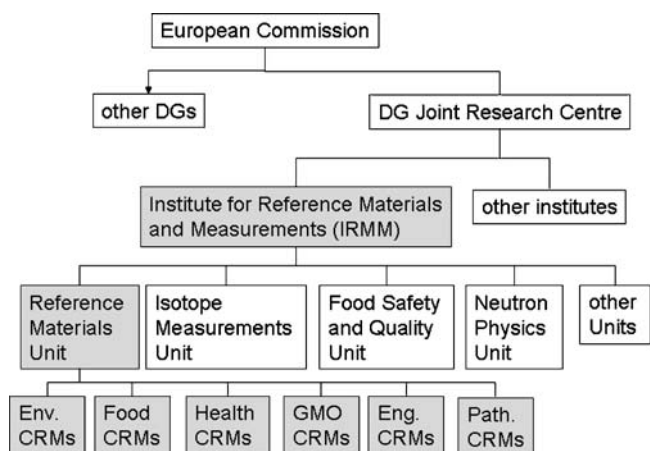 European Commission
other DGs
DG Joint Research Centre
Institute for Reference Materials
and Measurements (IRMM)
other institutes
Reference
Materials
Unit
Isotope
Measurements
Unit
Food Safety
and Quality
Unit
Neutron
Physics
Unit
other
Units
Env.
CRMs
Food
CRMs
Health
CRMs
GMO
CRMs
Eng.
CRMs
Path.
CRMs